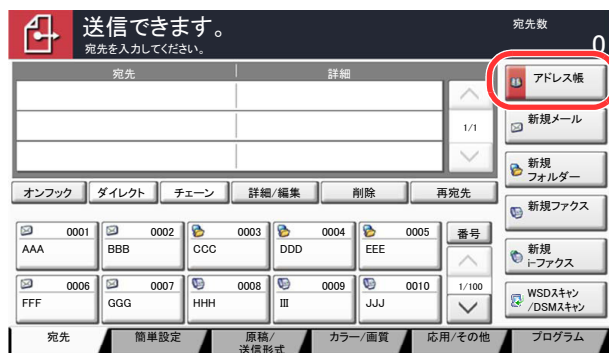 送信できます。
宛先を入力してください。
宛先数
0
宛先
詳細
1/1
アドレス帳
新規メール
新規
フォルダー
新規ファクス
新規
i-ファクス
WSDスキャン
/DSMスキャン
オンフック
ダイレクト
チェーン
詳細/編集
削除
再宛先
0001
AAA
0002
BBB
0003
CCC
0004
DDD
0005
EEE
番号
0006
FFF
0007
GGG
0008
HHH
0009
III
0010
JJJ
1/100
宛先
簡単設定
原稿/
送信形式
カラー/画質
応用/その他
プログラム